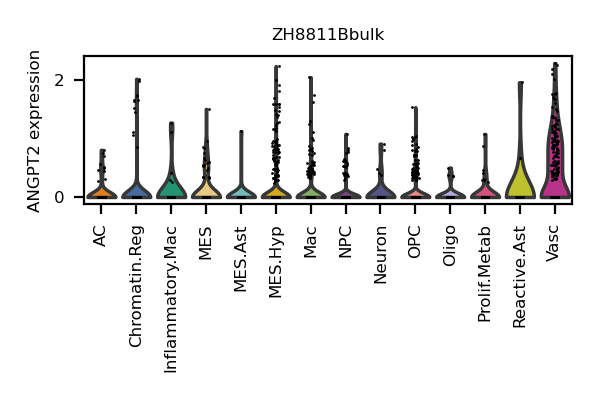 ZH8811Bbulk
ANGPT2 expression
2
0
AC
Chromatin.Reg
Inflammatory.Mac
MES
MES.Ast
MES.Hyp
Mac
NPC
Neuron
OPC
Oligo
Prolif.Metab
Reactive.Ast
Vasc